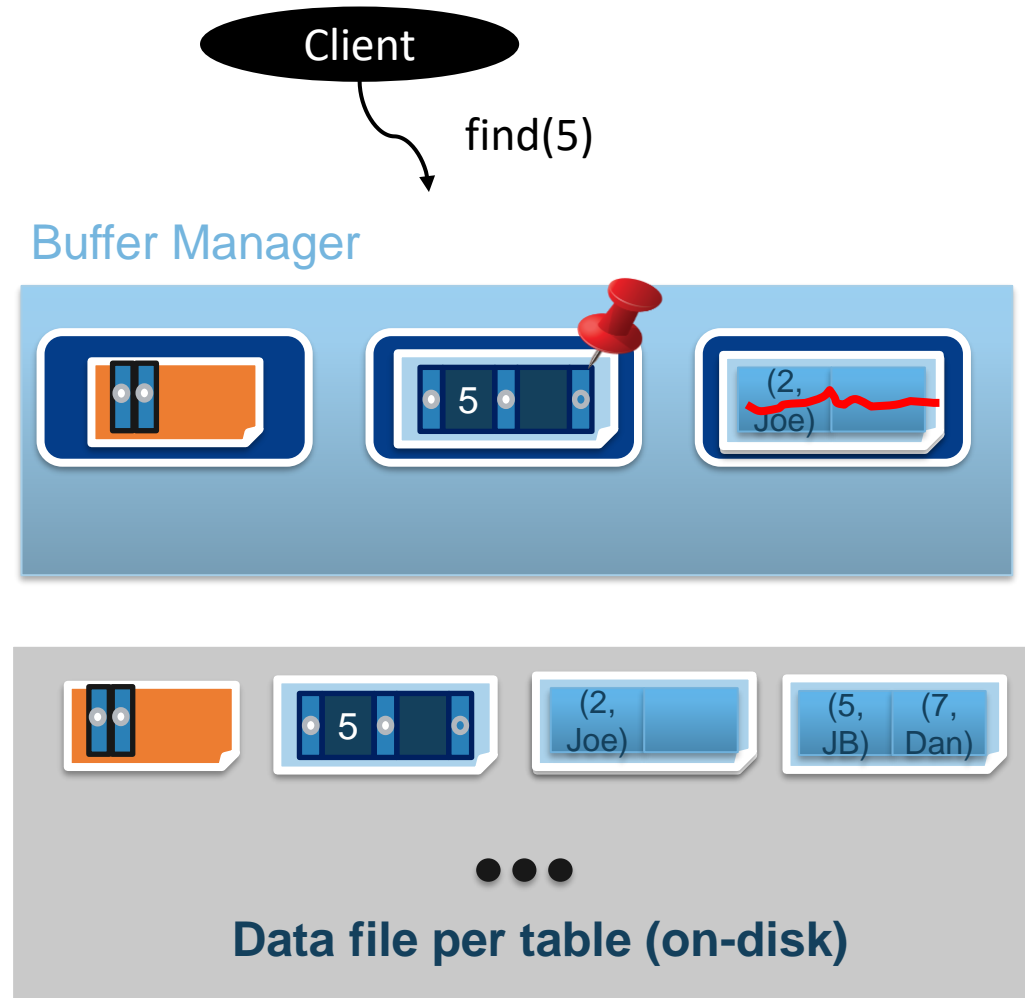 Client
find(5)
Buffer Manager
5
(2,
Joe)
5
(2,
Joe)
(5,
JB)
(7,
Dan)
Data file per table (on-disk)